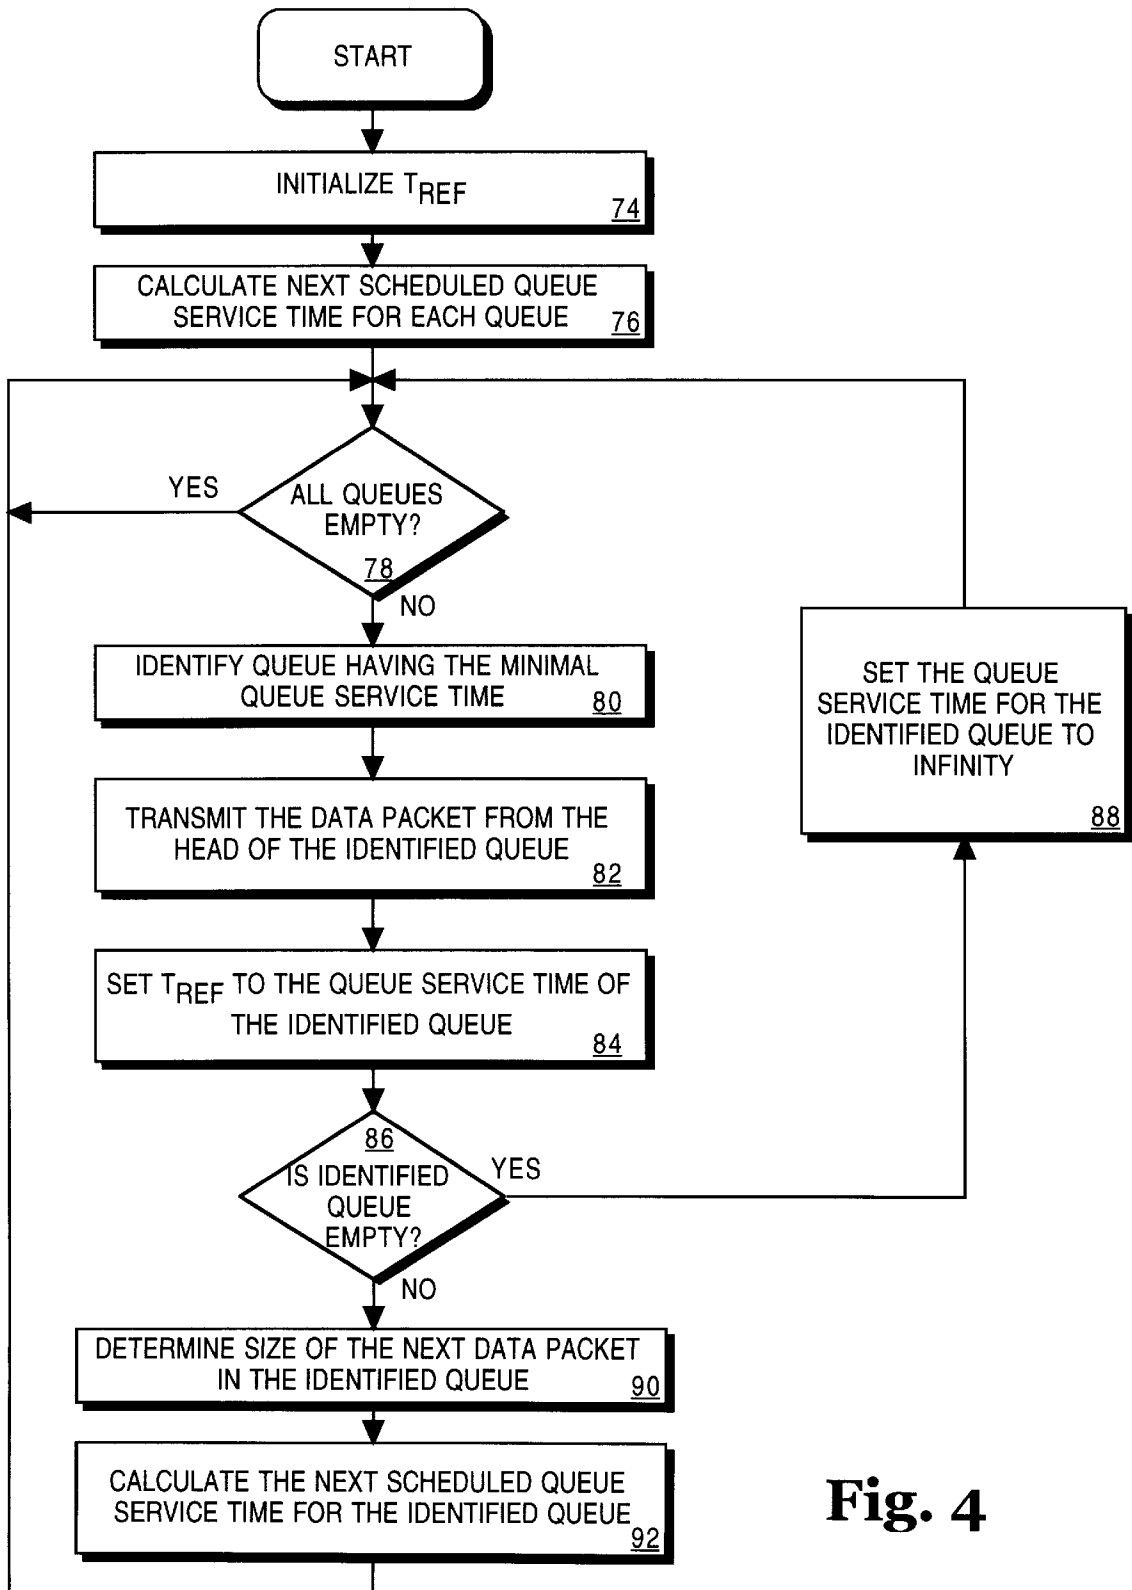 START
INITIALIZE TREF
74
CALCULATE NEXT SCHEDULED QUEUE
SERVICE TIME FOR EACH QUEUE
76
YES
ALL QUEUES
EMPTY?
78
NO
IDENTIFY QUEUE HAVING THE MINIMAL
QUEUE SERVICE TIME
80
TRANSMIT THE DATA PACKET FROM THE
HEAD OF THE IDENTIFIED QUEUE
82
SET TREF TO THE QUEUE SERVICE TIME OF
THE IDENTIFIED QUEUE
84
86
IS IDENTIFIED
QUEUE
EMPTY?
YES
NO
SET THE QUEUE
SERVICE TIME FOR THE
IDENTIFIED QUEUE TO
INFINITY
88
DETERMINE SIZE OF THE NEXT DATA PACKET
IN THE IDENTIFIED QUEUE
90
CALCULATE THE NEXT SCHEDULED QUEUE
SERVICE TIME FOR THE IDENTIFIED QUEUE
92
Fig. 4